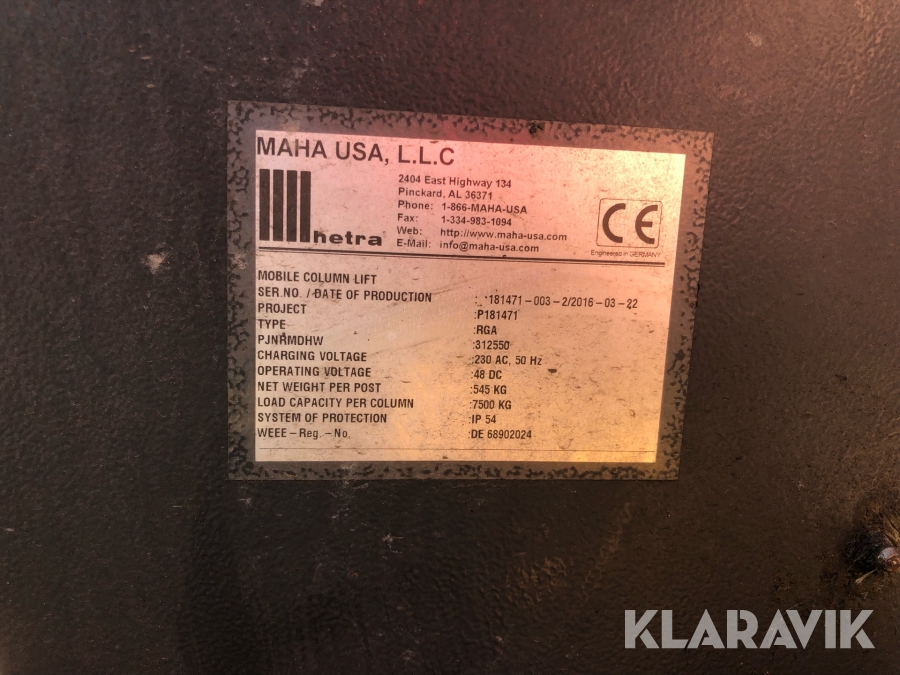 MAHA USA, L.L.C
2404 East Highway 134
Pinckard, AL 36371
Phone: 1-866-MAHA-USA
Fax: 1-334-983-1094
Web: http://www.maha-usa.com
E-Mail: info@maha-usa.com
hetra
CE
Engineered in GERMANY
MOBILE COLUMN LIFT
SER.NO. / DATE OF PRODUCTION : 181471-003-2/2016-03-22
PROJECT :P181471
TYPE :RGA
PJNRMDHW :312550
CHARGING VOLTAGE :230 AC, 50 Hz
OPERATING VOLTAGE :48 DC
NET WEIGHT PER POST :545 KG
LOAD CAPACITY PER COLUMN :7500 KG
SYSTEM OF PROTECTION :IP 54
WEEE-Reg.-No. :DE 68902024
KLARAVIK